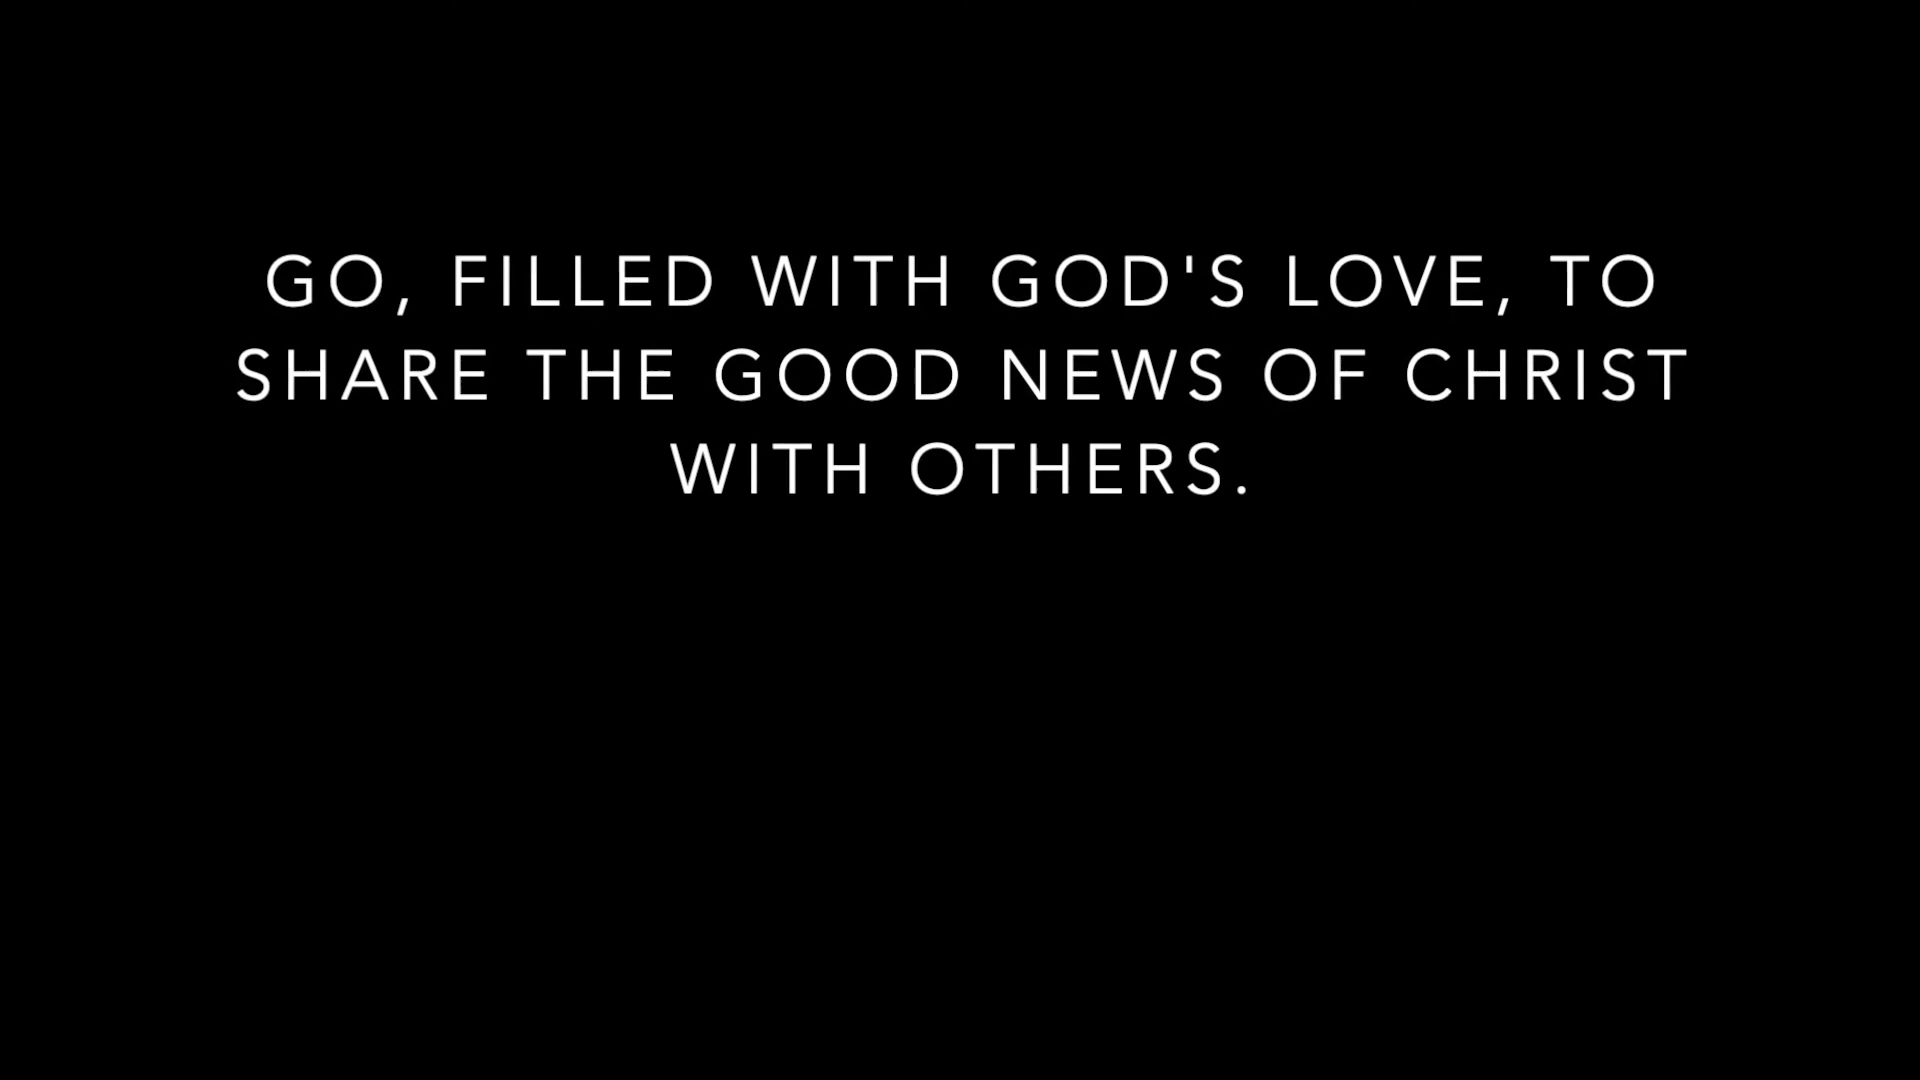 GO, FILLED WITH GOD'S LOVE, TO
SHARE THE GOOD NEWS OF CHRIST
WITH OTHERS.